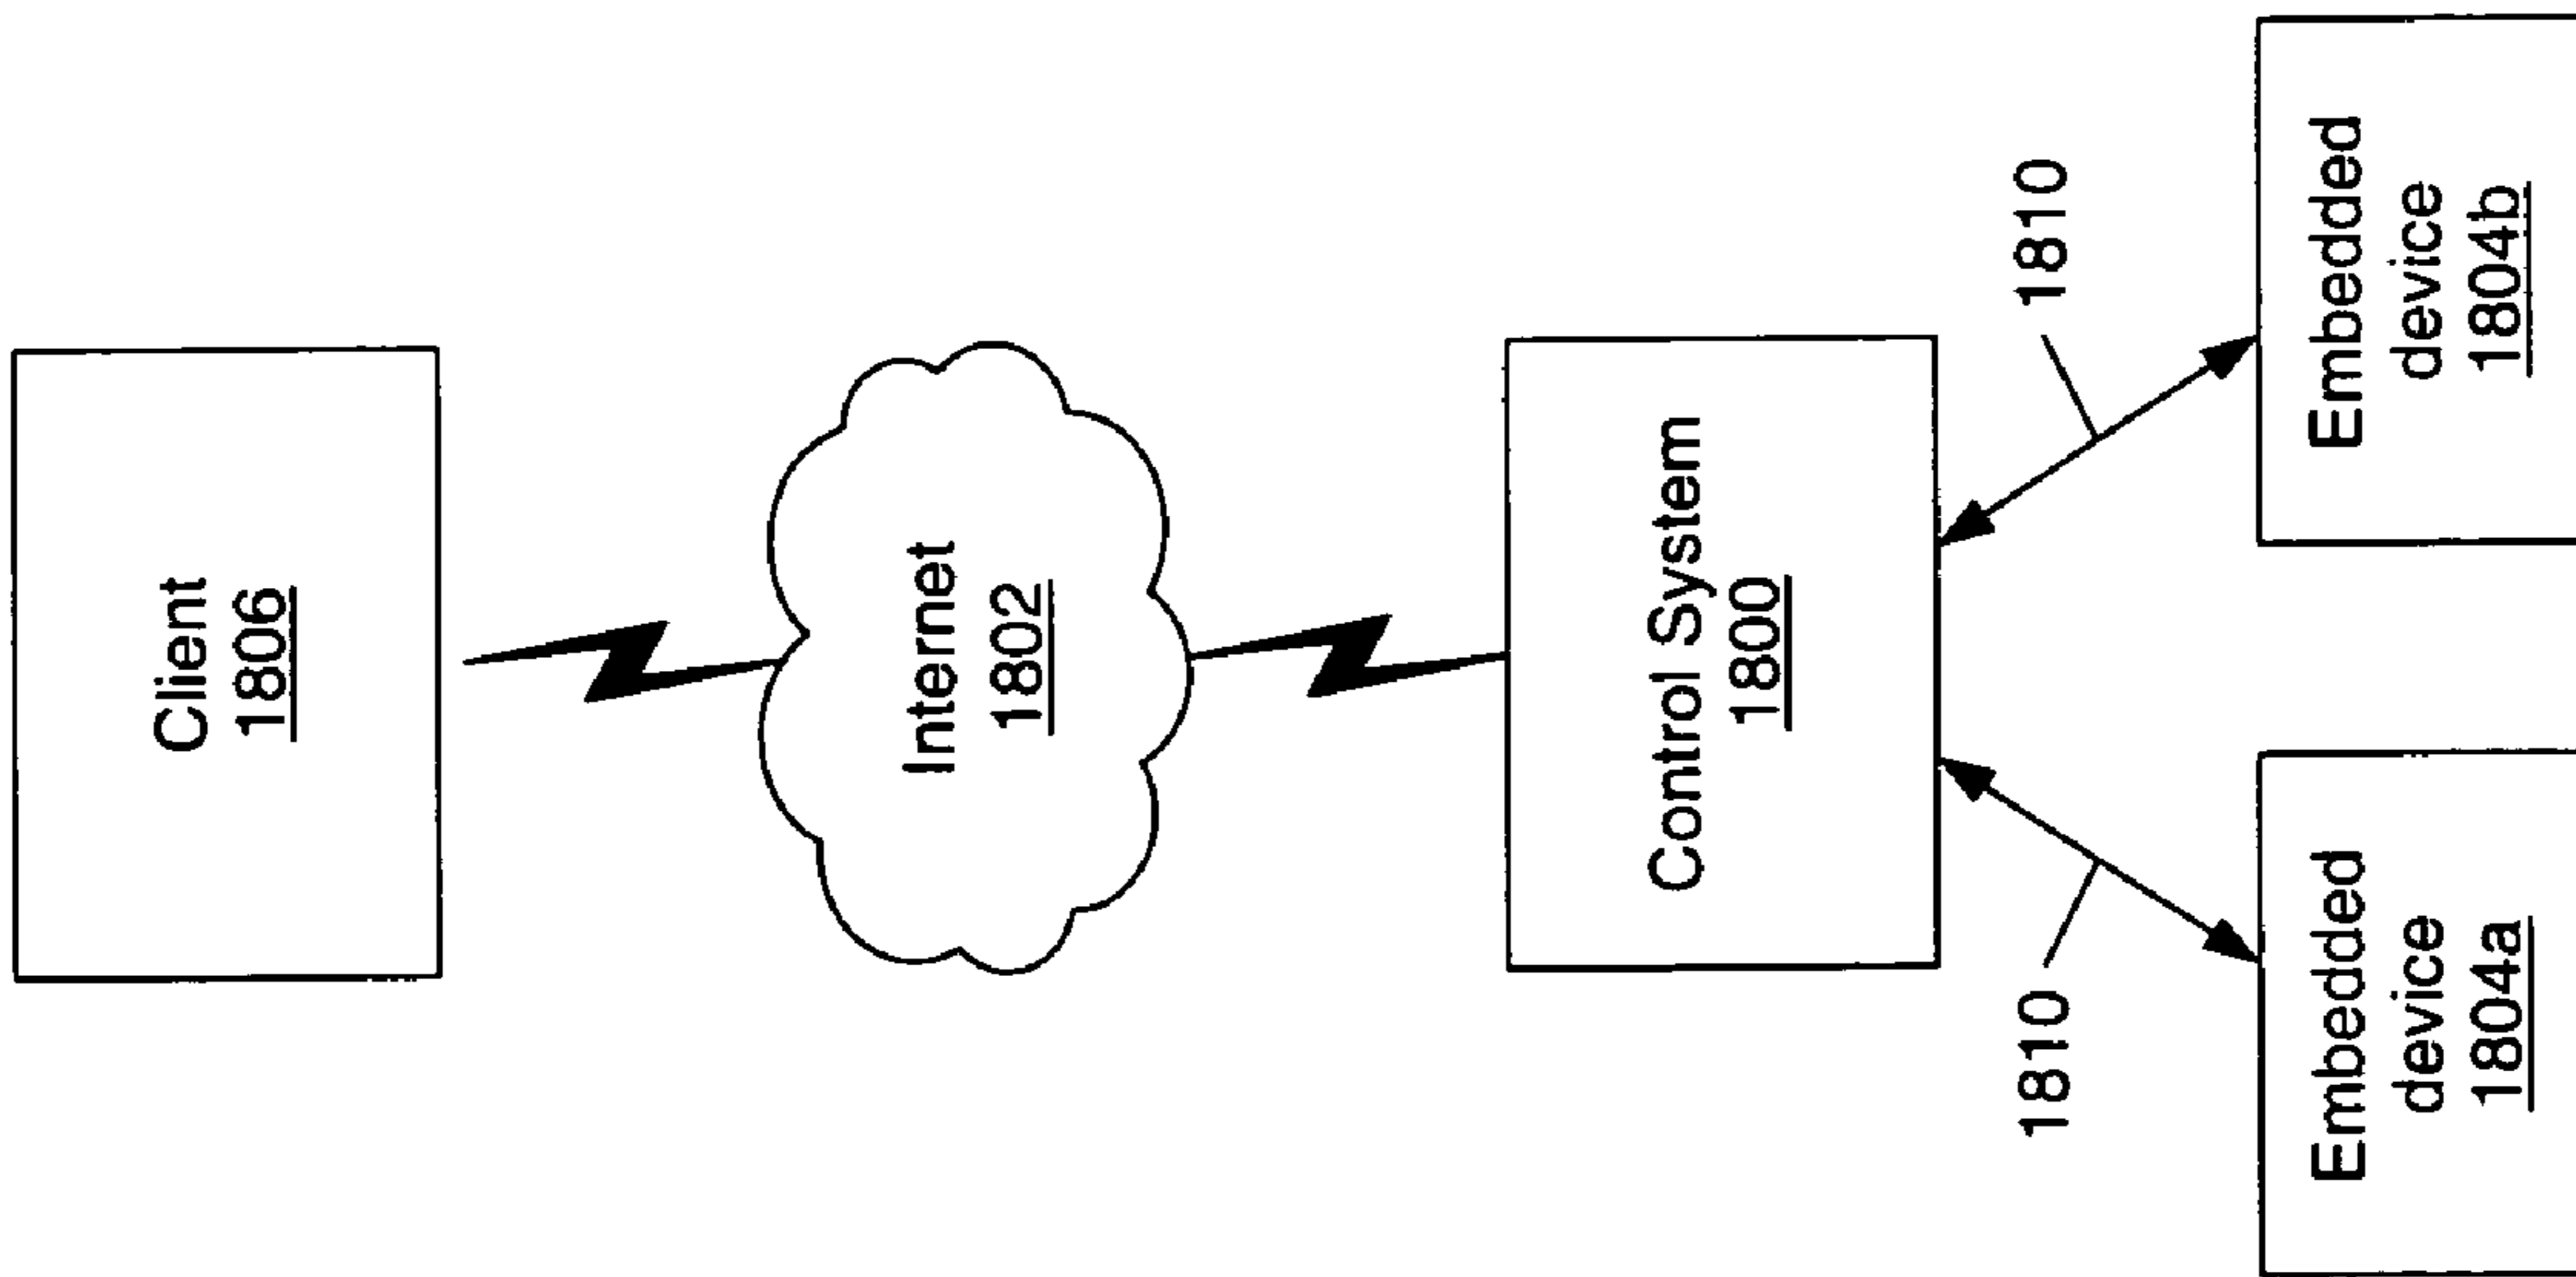 Client
1806
Internet
1802
Control System
1800
1810
1810
Embedded
device
1804a
Embedded
device
1804b